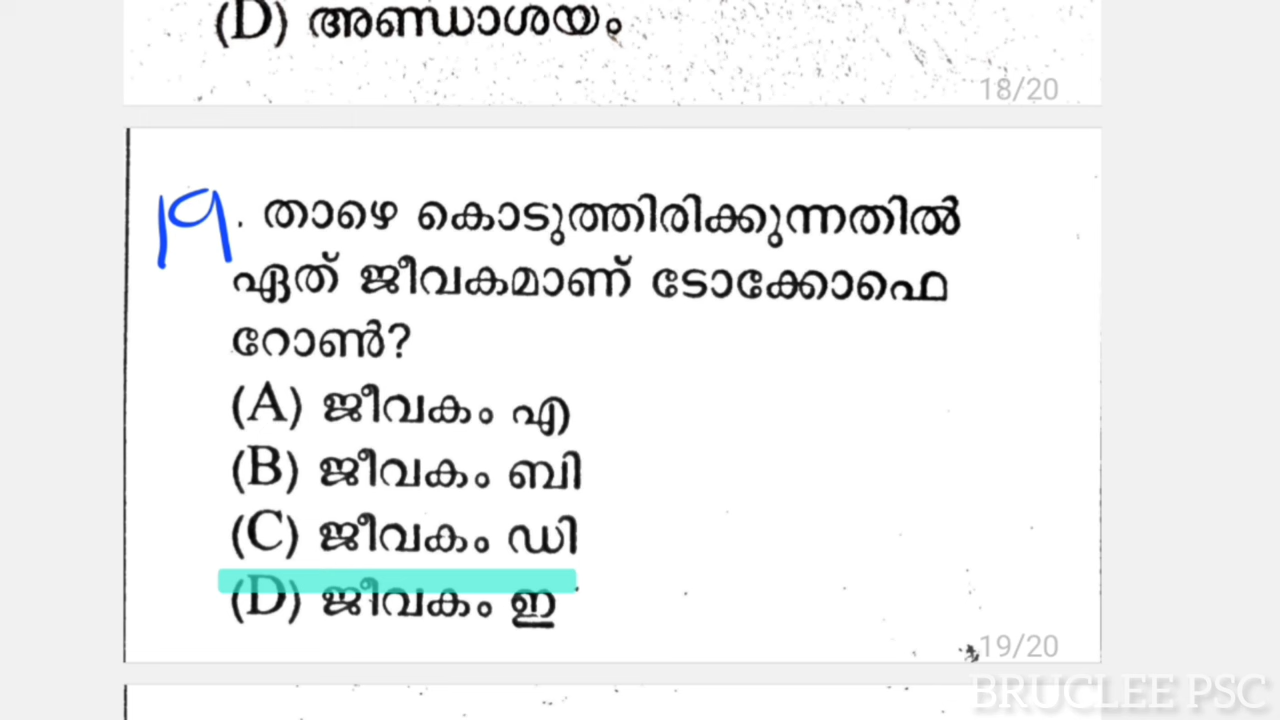 (D) അണ്ഡാശയം
18/20
19. താഴെ കൊടുത്തിരിക്കുന്നതിൽ
ഏത് ജീവകമാണ് ടോക്കോഫെ
റോൺ?
(A) ജീവകം എ
(B) ജീവകം ബി
(C) ജീവകം ഡി
(D) ജീവകം ഇ
19/20
BRUCLEE PSC